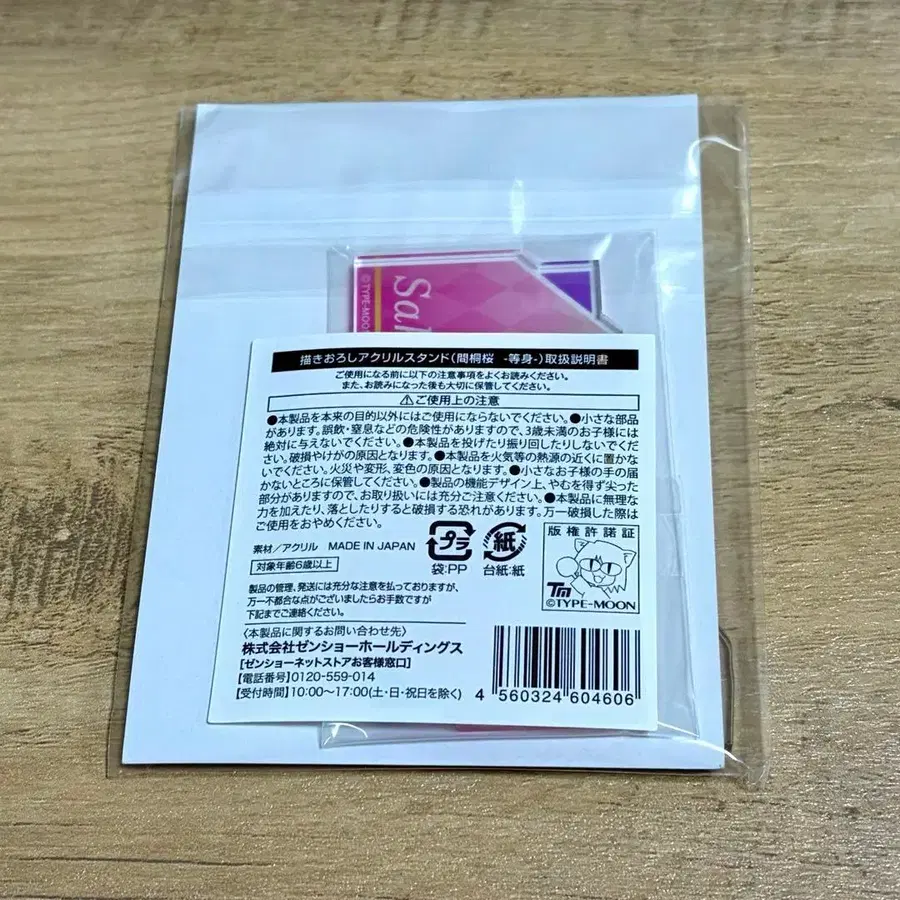 ©TYPE-MOO
Sak
描きおろしアクリルスタンド(間桐桜 -等身-)取扱説明書
ご使用になる前に以下の注意事項をよくお読みください。
また、お読みになった後も大切に保管してください。
⚠ご使用上の注意
●本製品を本来の目的以外にはご使用にならないでください。●小さな部品
があります。誤飲・窒息などの危険性がありますので、3歳未満のお子様には
絶対に与えないでください。●本製品を投げたり振り回したりしないでくだ
さい。破損やけがの原因となります。●本製品を火気等の熱源の近くに置かな
いでください。火災や変形、変色の原因となります。●小さなお子様の手の届
かないところに保管してください。●製品の機能デザイン上、やむを得ず尖った
部分がありますので、お取り扱いには充分ご注意ください。●本製品に無理な
力を加えたり、落としたりすると破損する恐れがあります。万一破損した際は
ご使用をおやめください。
素材/アクリル MADE IN JAPAN
対象年齢6歳以上
プラ
袋:PP
紙
台紙:紙
版権許諾証
TM
©TYPE-MOON
製品の管理、発送には充分な注意を払っておりますが、
万一不都合な点がございましたらお手数ですが
下記までご連絡ください。
〈本製品に関するお問い合わせ先〉
株式会社ゼンショーホールディングス
[ゼンショーネットストアお客様窓口]
【電話番号】0120-559-014
【受付時間】10:00〜17:00(土・日・祝日を除く)
4 560324 604606